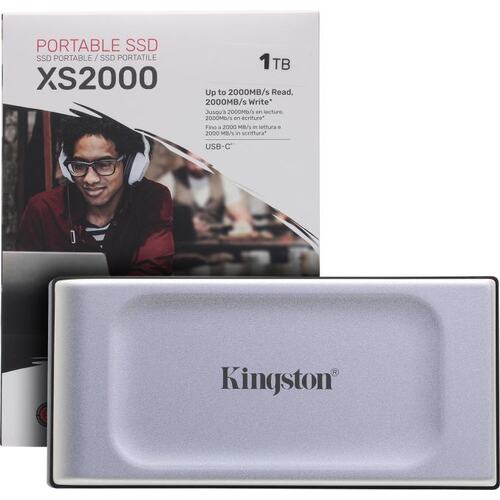 PORTABLE SSD
SSD PORTABLE / SSD PORTATILE
XS2000
1TB
Up to 2000MB/s Read,
2000MB/s Write*
Jusqu'à 2000Mb/s en lecture,
2000Mb/s en écriture*
Fino a 2000 MB/s in lettura e
2000 MB/s in scrittura*
USB-C™
Kingston®